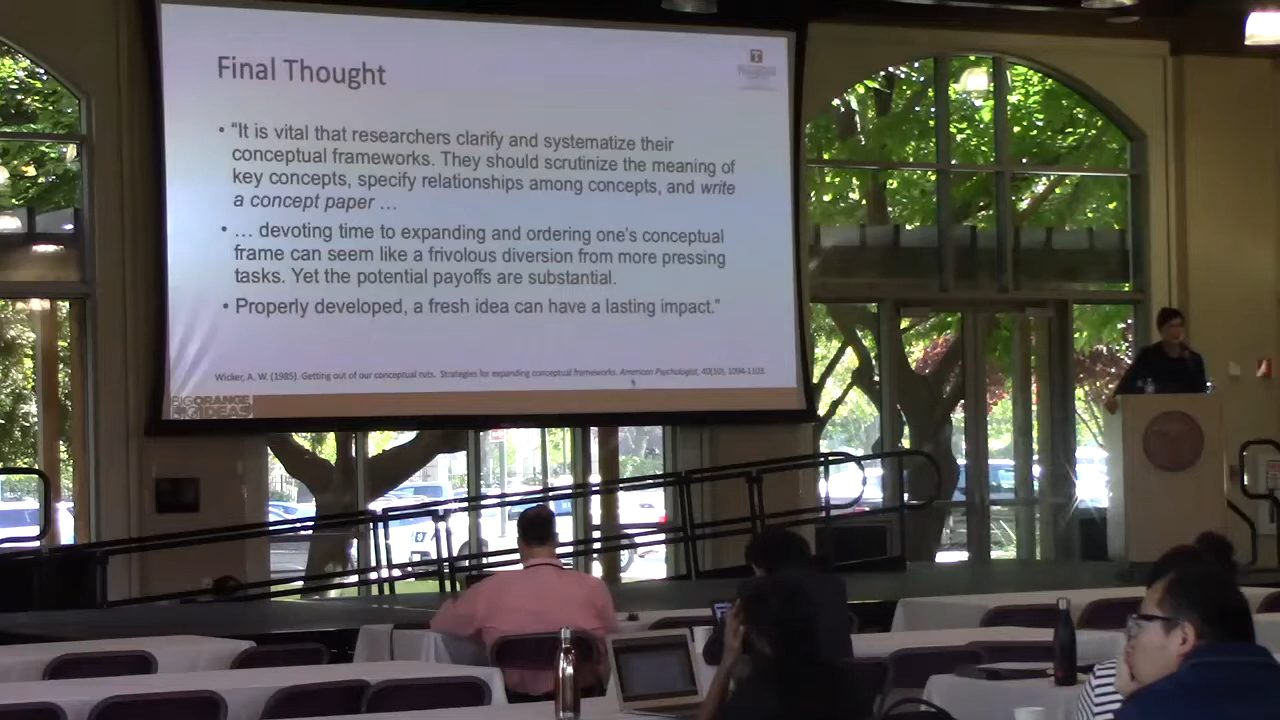 Final Thought
T
• "It is vital that researchers clarify and systematize their
conceptual frameworks. They should scrutinize the meaning of
key concepts, specify relationships among concepts, and write
a concept paper …
• … devoting time to expanding and ordering one's conceptual
frame can seem like a frivolous diversion from more pressing
tasks. Yet the potential payoffs are substantial.
• Properly developed, a fresh idea can have a lasting impact."
Wicker, A. W. (1985). Getting out of our conceptual ruts. Strategies for expanding conceptual frameworks. American Psychologist, 40(10), 1094-1103.
BIGORANGE
BIGIDEAS